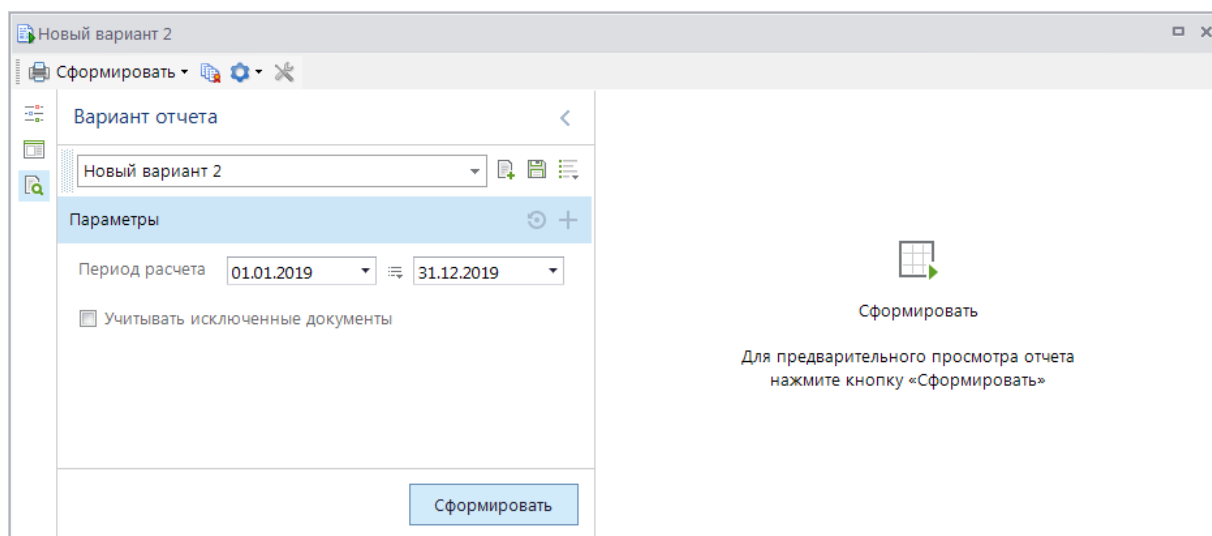 Новый вариант 2
Сформировать
Вариант отчета
Новый вариант 2
Параметры
Период расчета 01.01.2019 31.12.2019
Учитывать исключенные документы
Сформировать
Сформировать
Для предварительного просмотра отчета
нажмите кнопку «Сформировать»